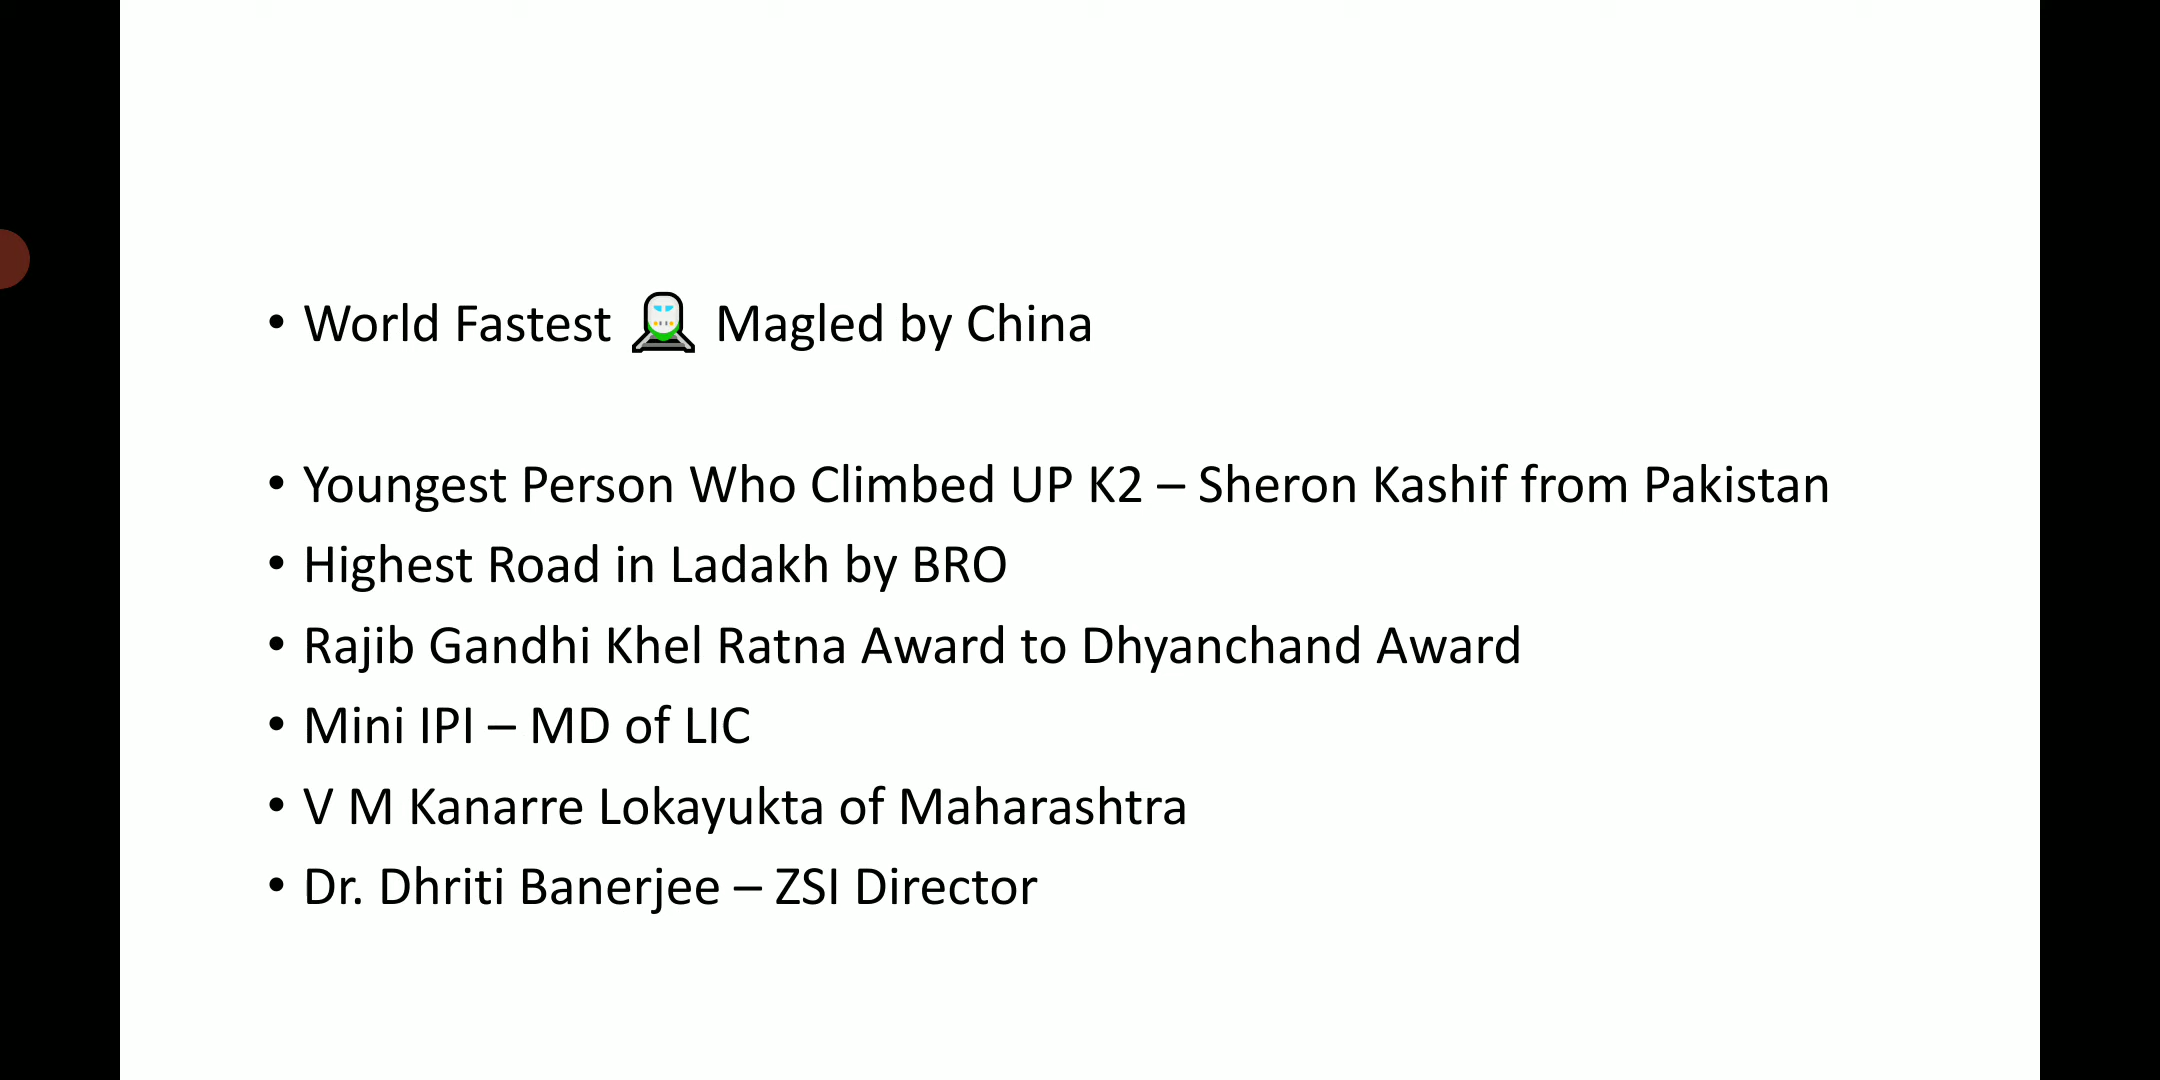 • World Fastest 🚅 Magled by China
• Youngest Person Who Climbed UP K2 – Sheron Kashif from Pakistan
• Highest Road in Ladakh by BRO
• Rajib Gandhi Khel Ratna Award to Dhyanchand Award
• Mini IPI – MD of LIC
• V M Kanarre Lokayukta of Maharashtra
• Dr. Dhriti Banerjee – ZSI Director